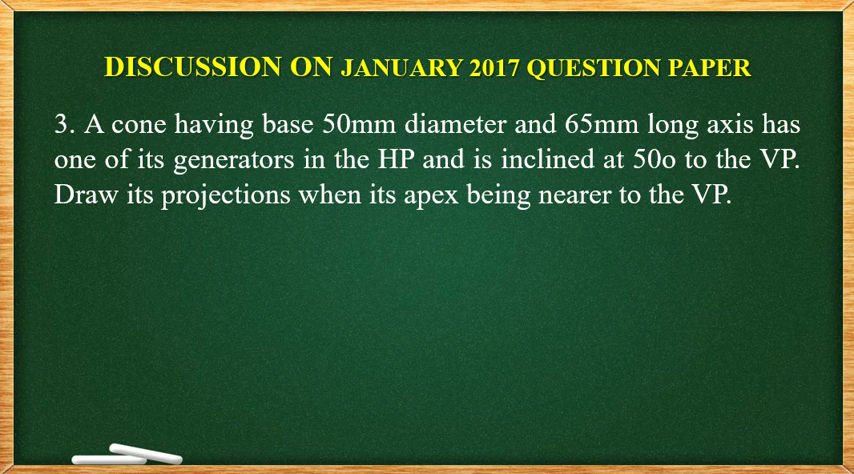 DISCUSSION ON JANUARY 2017 QUESTION PAPER
3. A cone having base 50mm diameter and 65mm long axis has
one of its generators in the HP and is inclined at 50o to the VP.
Draw its projections when its apex being nearer to the VP.